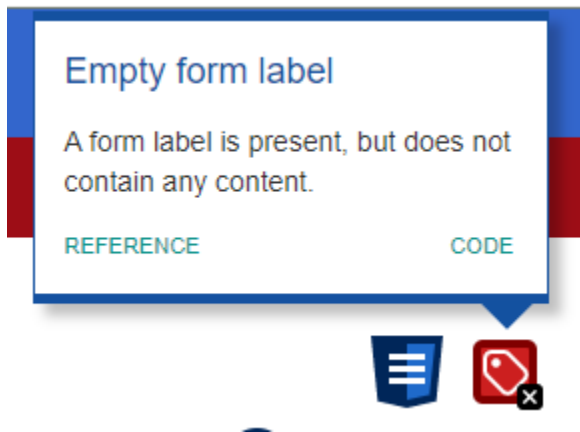 Empty form label
A form label is present, but does not
contain any content.
REFERENCE CODE